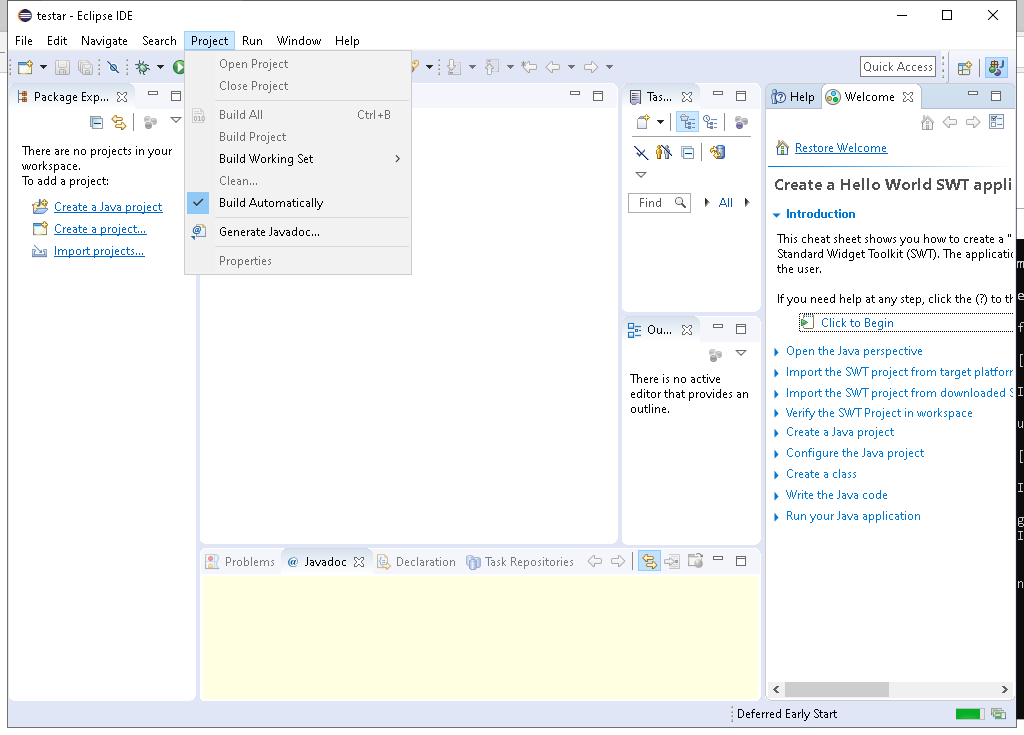 testar - Eclipse IDE
File Edit Navigate Search Project Run Window Help
Quick Access
Open Project
Close Project
Build All Ctrl+B
Build Project
Build Working Set
Clean...
Build Automatically
Generate Javadoc...
Properties
Package Exp...
There are no projects in your
workspace.
To add a project:
Create a Java project
Create a project...
Import projects...
Tas...
Find
All
Ou...
There is no active
editor that provides an
outline.
Help Welcome
Restore Welcome
Create a Hello World SWT appli
Introduction
This cheat sheet shows you how to create a "
Standard Widget Toolkit (SWT). The applicatio
the user.
If you need help at any step, click the (?) to th
Click to Begin
Open the Java perspective
Import the SWT project from target platforn
Import the SWT project from downloaded S
Verify the SWT Project in workspace
Create a Java project
Configure the Java project
Create a class
Write the Java code
Run your Java application
Problems @ Javadoc Declaration Task Repositories
Deferred Early Start